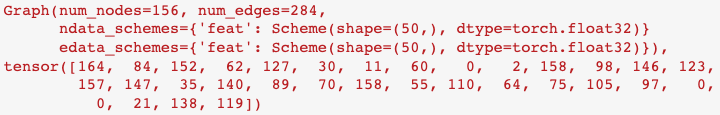 Graph(num_nodes=156, num_edges=284,
      ndata_schemes={'feat': Scheme(shape=(50,), dtype=torch.float32)}
      edata_schemes={'feat': Scheme(shape=(50,), dtype=torch.float32)}),
tensor([164,  84, 152,  62, 127,  30,  11,  60,   0,   2, 158,  98, 146, 123,
        157, 147,  35, 140,  89,  70, 158,  55, 110,  64,  75, 105,  97,   0,
          0,  21, 138, 119])